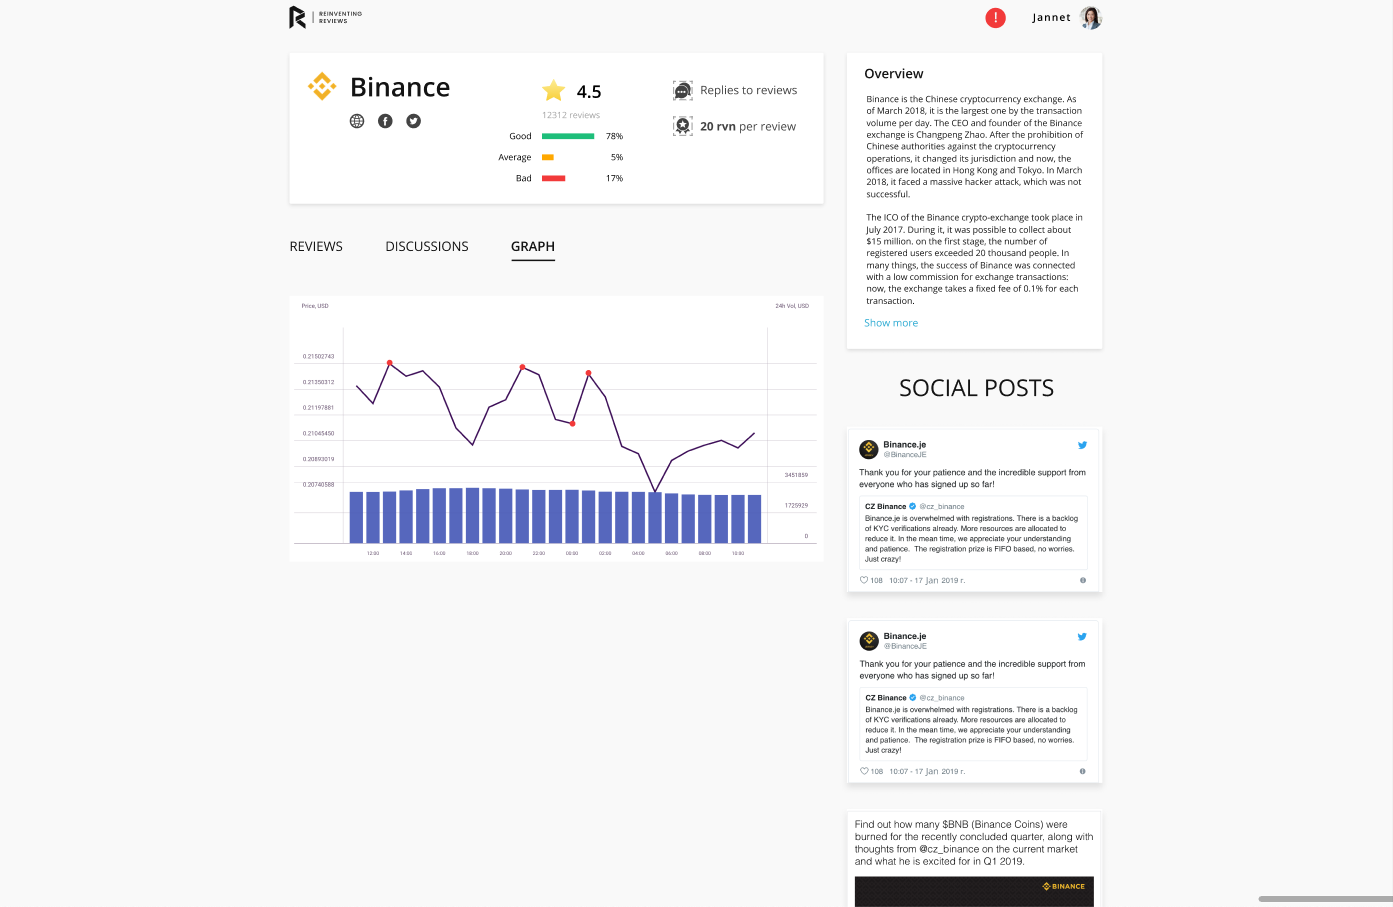 REINVENTING
REVIEWS
!
Jannet
Binance
4.5
12312 reviews
Good 78%
Average 5%
Bad 17%
Replies to reviews
20 rvn per review
REVIEWS DISCUSSIONS GRAPH
Price, USD
24h Vol, USD
0.21502743
0.21350312
0.21197881
0.21045450
0.20893019
0.20740588
3451859
1725929
0
12:00 14:00 16:00 18:00 20:00 22:00 00:00 02:00 04:00 06:00 08:00 10:00
Overview
Binance is the Chinese cryptocurrency exchange. As
of March 2018, it is the largest one by the transaction
volume per day. The CEO and founder of the Binance
exchange is Changpeng Zhao. After the prohibition of
Chinese authorities against the cryptocurrency
operations, it changed its jurisdiction and now, the
offices are located in Hong Kong and Tokyo. In March
2018, it faced a massive hacker attack, which was not
successful.
The ICO of the Binance crypto-exchange took place in
July 2017. During it, it was possible to collect about
$15 million. on the first stage, the number of
registered users exceeded 20 thousand people. In
many things, the success of Binance was connected
with a low commission for exchange transactions:
now, the exchange takes a fixed fee of 0.1% for each
transaction.
Show more
SOCIAL POSTS
Binance.je
@BinanceJE
Thank you for your patience and the incredible support from
everyone who has signed up so far!
CZ Binance @cz_binance
Binance.je is overwhelmed with registrations. There is a backlog
of KYC verifications already. More resources are allocated to
reduce it. In the mean time, we appreciate your understanding
and patience. The registration prize is FIFO based, no worries.
Just crazy!
108 10:07 - 17 Jan 2019 г.
Binance.je
@BinanceJE
Thank you for your patience and the incredible support from
everyone who has signed up so far!
CZ Binance @cz_binance
Binance.je is overwhelmed with registrations. There is a backlog
of KYC verifications already. More resources are allocated to
reduce it. In the mean time, we appreciate your understanding
and patience. The registration prize is FIFO based, no worries.
Just crazy!
108 10:07 - 17 Jan 2019 г.
Find out how many $BNB (Binance Coins) were
burned for the recently concluded quarter, along with
thoughts from @cz_binance on the current market
and what he is excited for in Q1 2019.
BINANCE